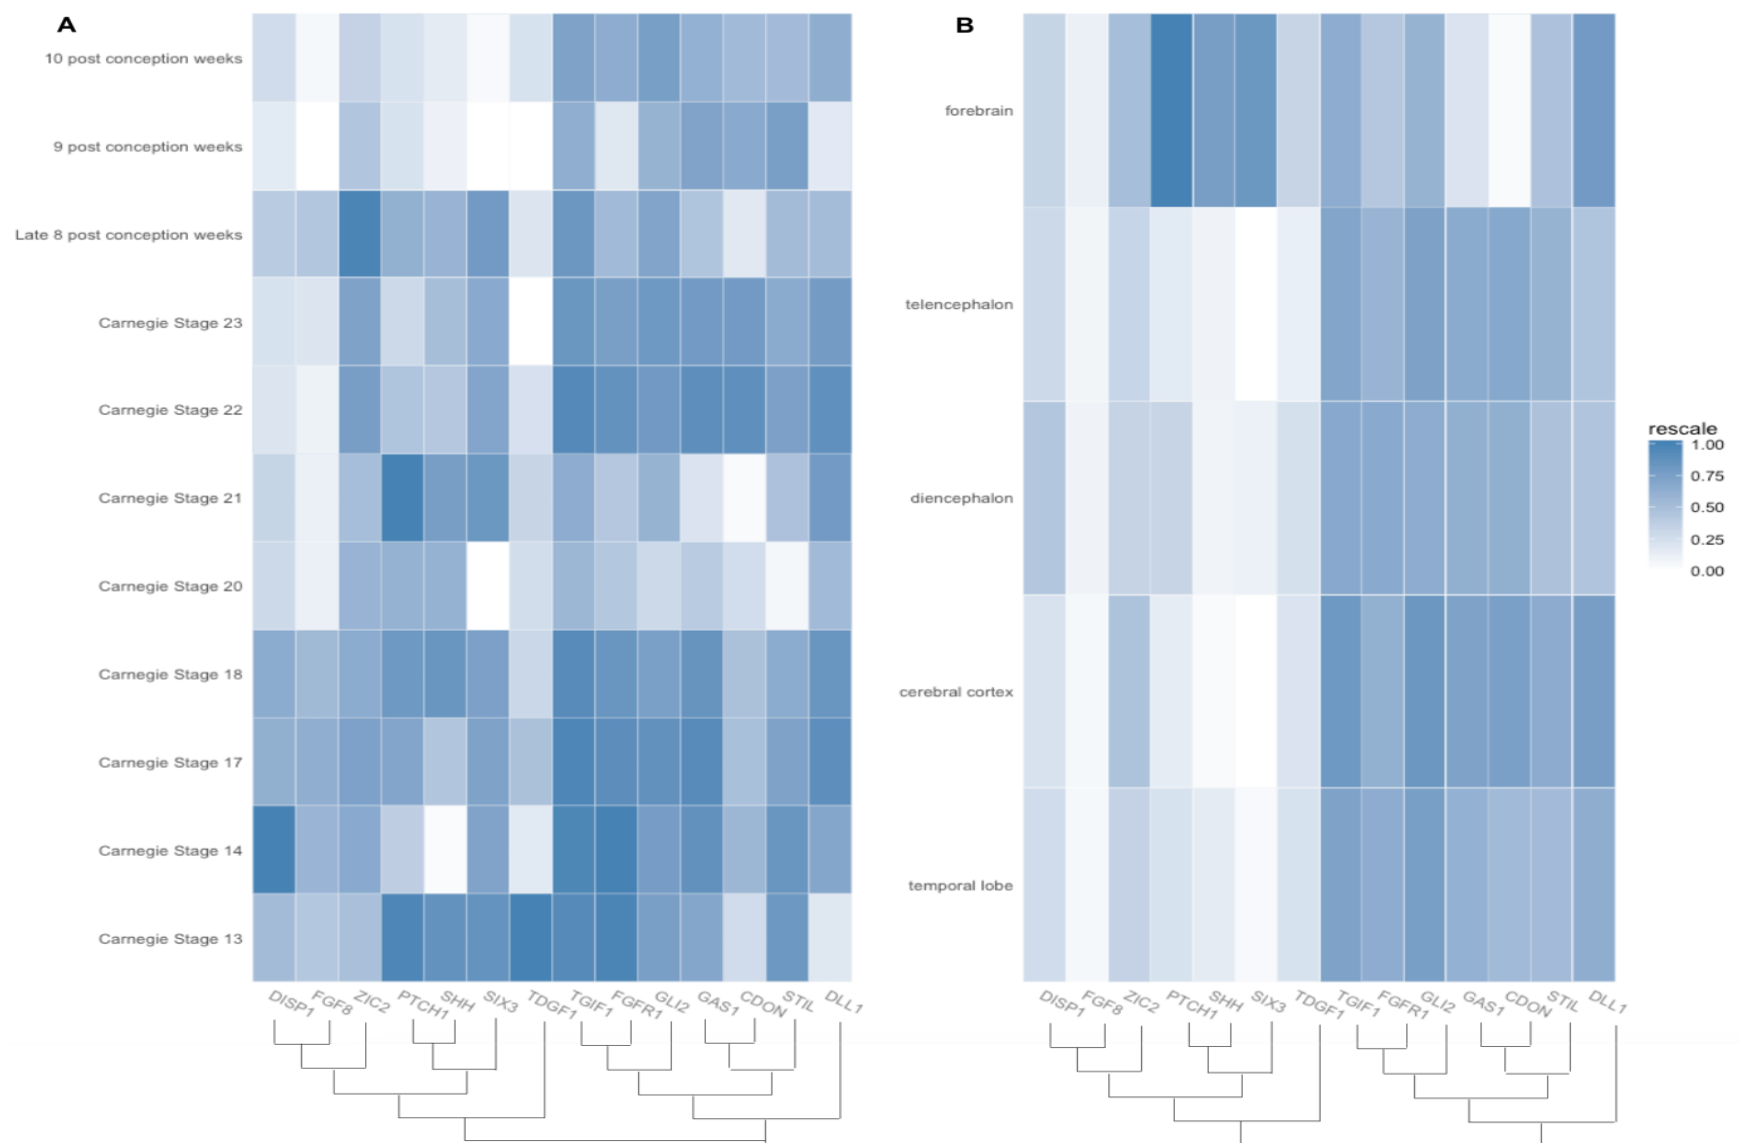 A
10 post conception weeks
9 post conception weeks
Late 8 post conception weeks
Carnegie Stage 23
Carnegie Stage 22
Carnegie Stage 21
Carnegie Stage 20
Carnegie Stage 18
Carnegie Stage 17
Carnegie Stage 14
Carnegie Stage 13
DISP1 FGF8 ZIC2 PTCH1 SHH SIX3 TDGF1 TGIF1 FGFR1 GLI2 GAS1 CDON STIL DLL1
B
forebrain
telencephalon
diencephalon
cerebral cortex
temporal lobe
DISP1 FGF8 ZIC2 PTCH1 SHH SIX3 TDGF1 TGIF1 FGFR1 GLI2 GAS1 CDON STIL DLL1
rescale
1.00
0.75
0.50
0.25
0.00